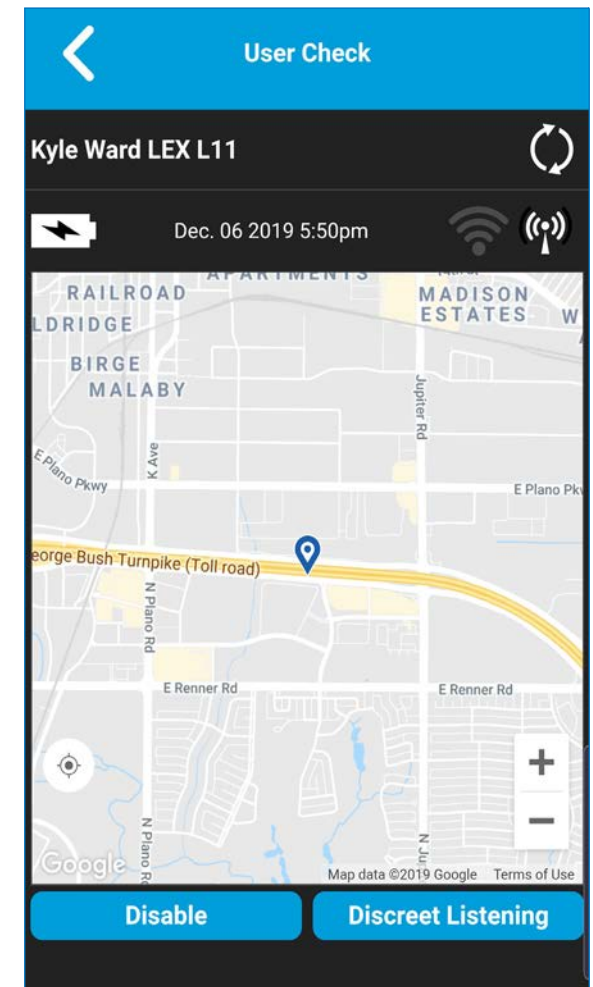 User Check
Kyle Ward LEX L11
Dec. 06 2019 5:50pm
APARTMENTS
RAILROAD
MADISON
ESTATES
W
LDRIDGE
BIRGE
MALABY
Jupiter Rd
K Ave
E Plano Pkwy
E Plano Pk
eorge Bush Turnpike (Toll road)
N Plano Rd
E Renner Rd
E Renner Rd
N Plano Rd
N Ju
Google
Map data ©2019 Google
Terms of Use
Disable
Discreet Listening